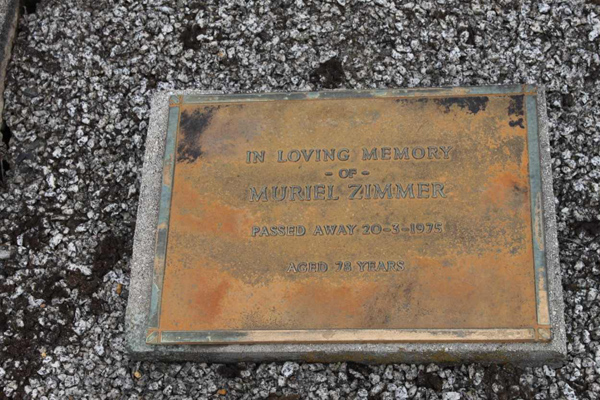 IN LOVING MEMORY
- OF -
MURIEL ZIMMER
PASSED AWAY 20-3-1975
AGED 78 YEARS